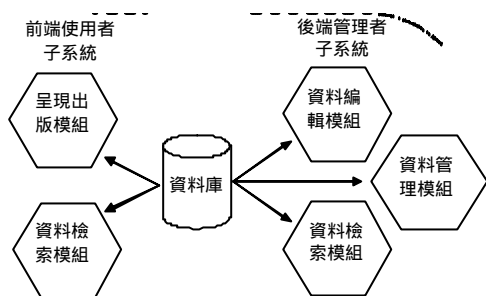 前端使用者
子系統
後端管理者
子系統
呈現出
版模組
資料編
輯模組
資料庫
資料管
理模組
資料檢
索模組
資料檢
索模組